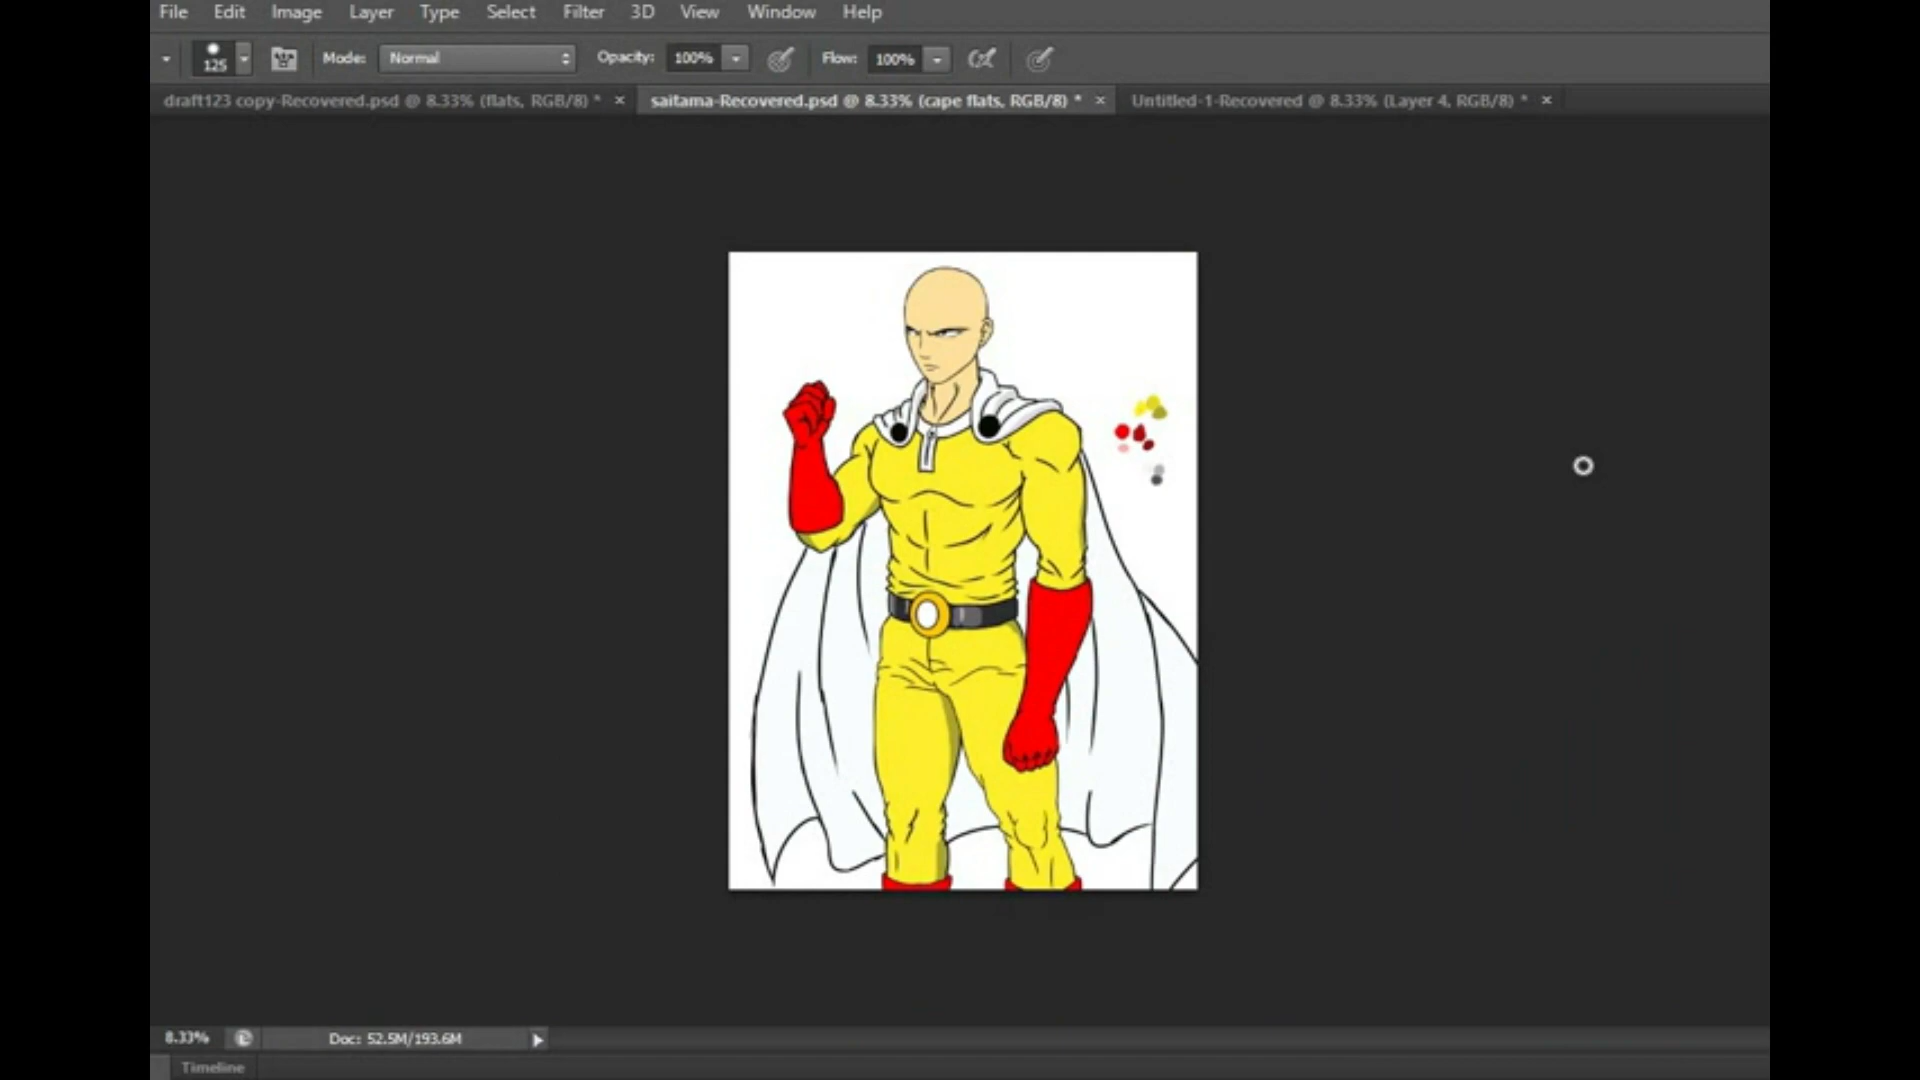 File Edit Image Layer Type Select Filter 3D View Window Help
125 Mode: Normal Opacity: 100% Flow: 100%
draft123 copy-Recovered.psd @ 8.33% (flats, RGB/8) * × saitama-Recovered.psd @ 8.33% (cape flats, RGB/8) * × Untitled-1-Recovered @ 8.33% (Layer 4, RGB/8) * ×
8.33% Doc: 52.5M/193.6M
Timeline